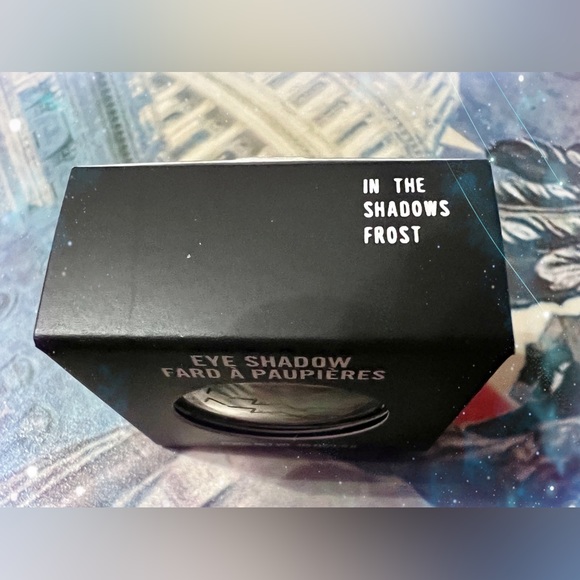 IN THE
SHADOWS
FROST
EYE SHADOW
FARD À PAUPIÈRES